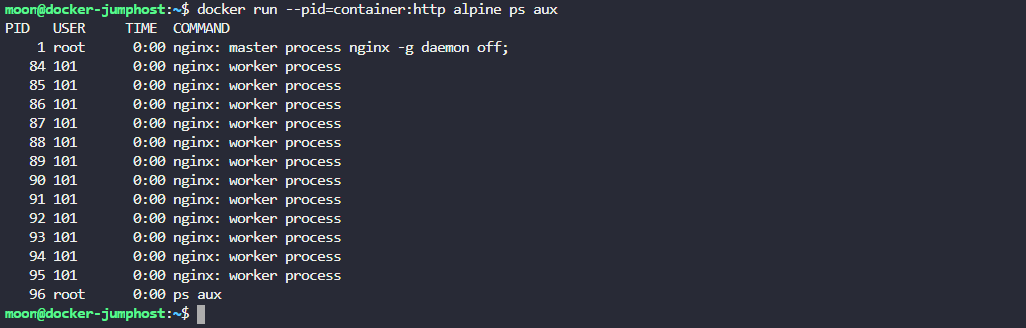 moon@docker-jumphost:~$ docker run --pid=container:http alpine ps aux
PID   USER     TIME  COMMAND
    1 root      0:00 nginx: master process nginx -g daemon off;
   84 101       0:00 nginx: worker process
   85 101       0:00 nginx: worker process
   86 101       0:00 nginx: worker process
   87 101       0:00 nginx: worker process
   88 101       0:00 nginx: worker process
   89 101       0:00 nginx: worker process
   90 101       0:00 nginx: worker process
   91 101       0:00 nginx: worker process
   92 101       0:00 nginx: worker process
   93 101       0:00 nginx: worker process
   94 101       0:00 nginx: worker process
   95 101       0:00 nginx: worker process
   96 root      0:00 ps aux
moon@docker-jumphost:~$